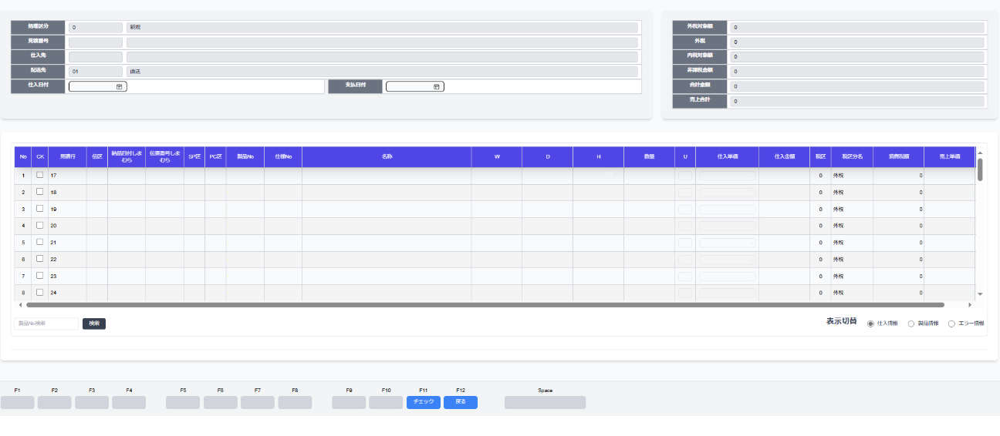 処理区分 0 新規
見積番号
仕入先
配送先 01 直送
仕入日付 支払日付
外税対象額 0
外税 0
内税対象額 0
非課税金額 0
合計金額 0
売上合計 0
No CK 見積行 伝区 納品日付しまむら 伝票番号しまむら SP区 PC区 製品No 仕様No 名称 W D H 数量 U 仕入単価 仕入金額 税区 税区分名 消費税額 売上単価
1 17 0 外税 0
2 18 0 外税 0
3 19 0 外税 0
4 20 0 外税 0
5 21 0 外税 0
6 22 0 外税 0
7 23 0 外税 0
8 24 0 外税 0
製品No検索 検索 表示切替 仕入情報 製品情報 エラー情報
F1 F2 F3 F4 F5 F6 F7 F8 F9 F10 F11 F12 Space
チェック 戻る